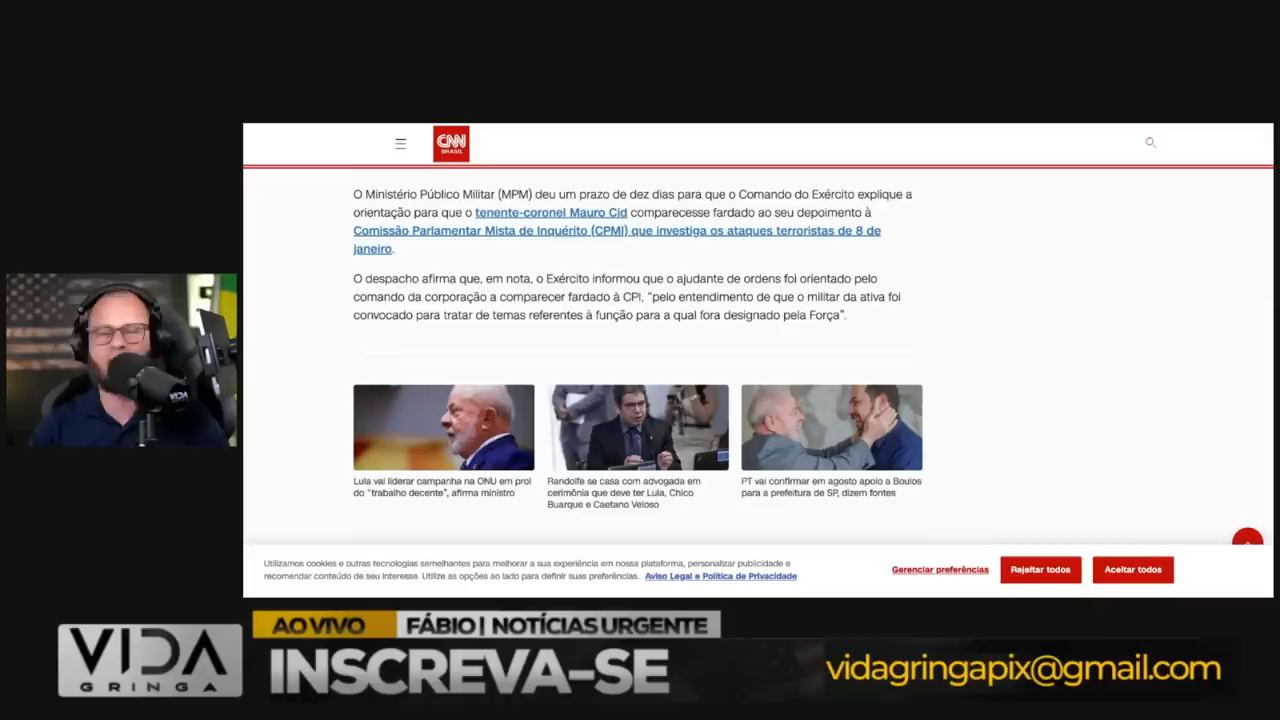 CNN
BRASIL
O Ministério Público Militar (MPM) deu um prazo de dez dias para que o Comando do Exército explique a
orientação para que o tenente-coronel Mauro Cid comparecesse fardado ao seu depoimento à
Comissão Parlamentar Mista de Inquérito (CPMI) que investiga os ataques terroristas de 8 de
janeiro.
O despacho afirma que, em nota, o Exército informou que o ajudante de ordens foi orientado pelo
comando da corporação a comparecer fardado à CPI, "pelo entendimento de que o militar da ativa foi
convocado para tratar de temas referentes à função para a qual fora designado pela Força".
Lula vai liderar campanha na ONU em prol
do "trabalho decente", afirma ministro
Randolfe se casa com advogada em
cerimônia que deve ter Lula, Chico
Buarque e Caetano Veloso
PT vai confirmar em agosto apoio a Boulos
para a prefeitura de SP, dizem fontes
Utilizamos cookies e outras tecnologias semelhantes para melhorar a sua experiência em nossa plataforma, personalizar publicidade e
recomendar conteúdo de seu interesse. Utilize as opções ao lado para definir suas preferências. Aviso Legal e Política de Privacidade
Gerenciar preferências
Rejeitar todos
Aceitar todos
VIDA
AO VIVO
FÁBIO | NOTÍCIAS URGENTE
VIDA
GRINGA
INSCREVA-SE
vidagringapix@gmail.com